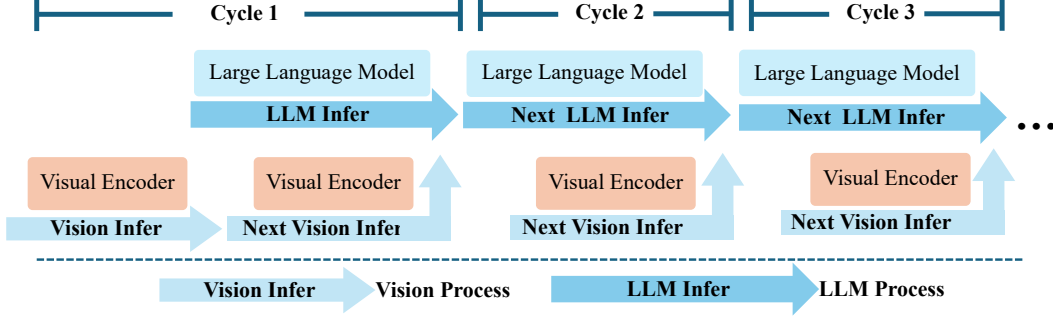 Cycle 1
Cycle 2
Cycle 3
Large Language Model
Large Language Model
Large Language Model
LLM Infer
Next LLM Infer
Next LLM Infer
...
Visual Encoder
Visual Encoder
Visual Encoder
Visual Encoder
Vision Infer
Next Vision Infer
Next Vision Infer
Next Vision Infer
Vision Infer
Vision Process
LLM Infer
LLM Process